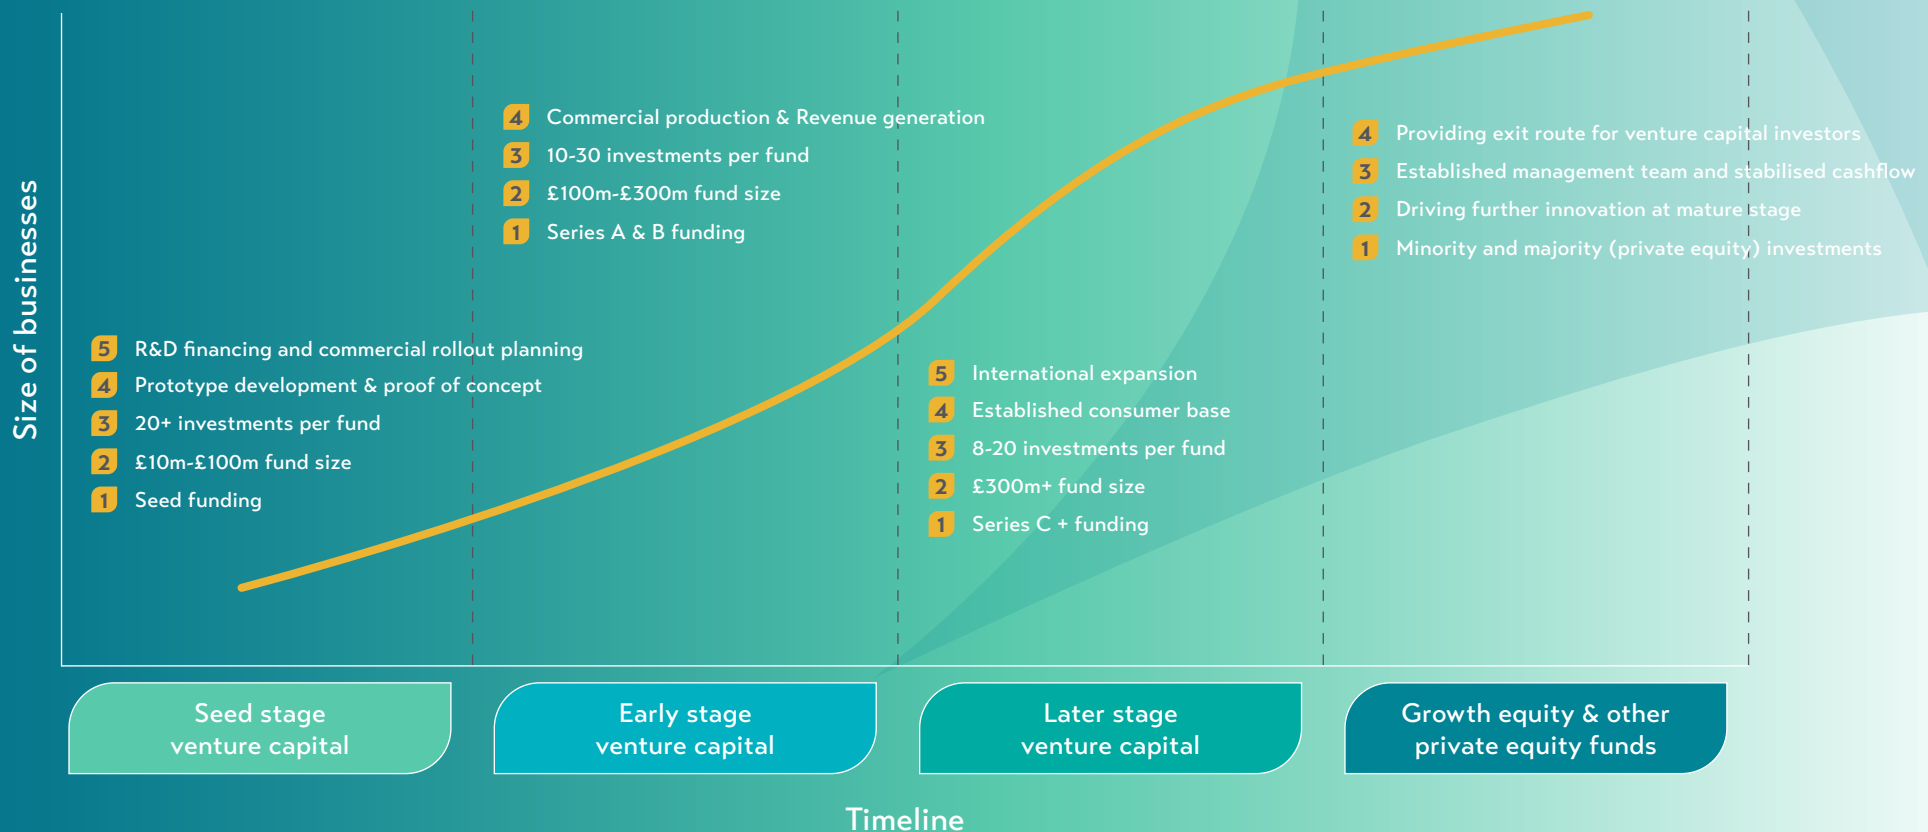 Size of businesses
5 R&D financing and commercial rollout planning
4 Prototype development & proof of concept
3 20+ investments per fund
2 £10m-£100m fund size
1 Seed funding
4 Commercial production & Revenue generation
3 10-30 investments per fund
2 £100m-£300m fund size
1 Series A & B funding
5 International expansion
4 Established consumer base
3 8-20 investments per fund
2 £300m+ fund size
1 Series C + funding
4 Providing exit route for venture capital investors
3 Established management team and stabilised cashflow
2 Driving further innovation at mature stage
1 Minority and majority (private equity) investments
Seed stage
venture capital
Early stage
venture capital
Later stage
venture capital
Growth equity & other
private equity funds
Timeline